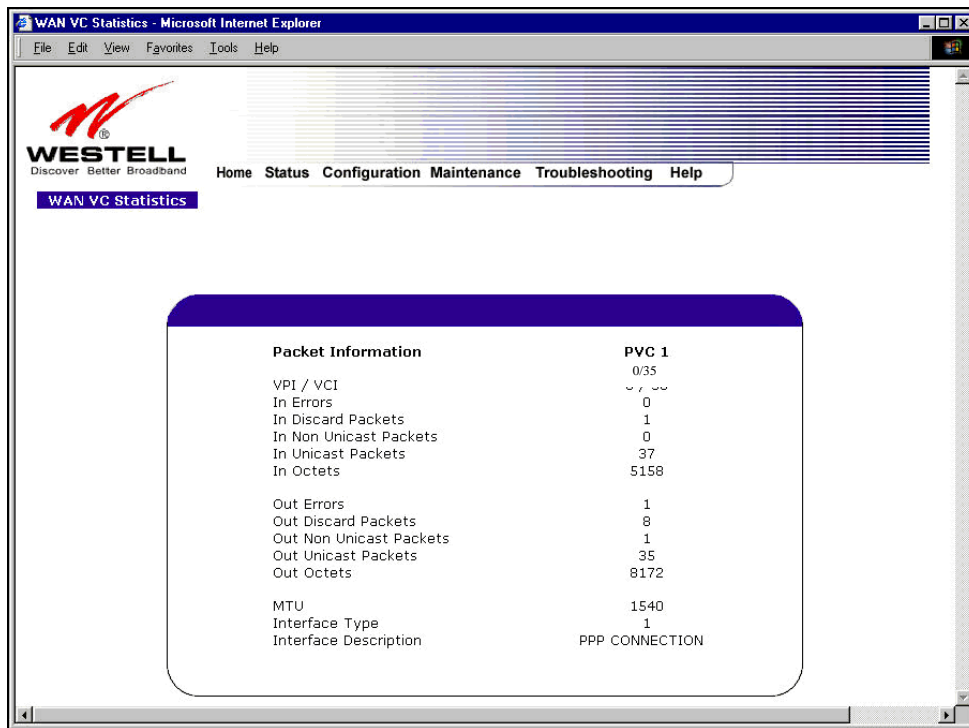 WAN VC Statistics - Microsoft Internet Explorer
File Edit View Favorites Tools Help
®
WESTELL
Discover Better Broadband
Home Status Configuration Maintenance Troubleshooting Help
WAN VC Statistics
Packet Information PVC 1
0/35
VPI / VCI
In Errors 0
In Discard Packets 1
In Non Unicast Packets 0
In Unicast Packets 37
In Octets 5158
Out Errors 1
Out Discard Packets 8
Out Non Unicast Packets 1
Out Unicast Packets 35
Out Octets 8172
MTU 1540
Interface Type 1
Interface Description PPP CONNECTION